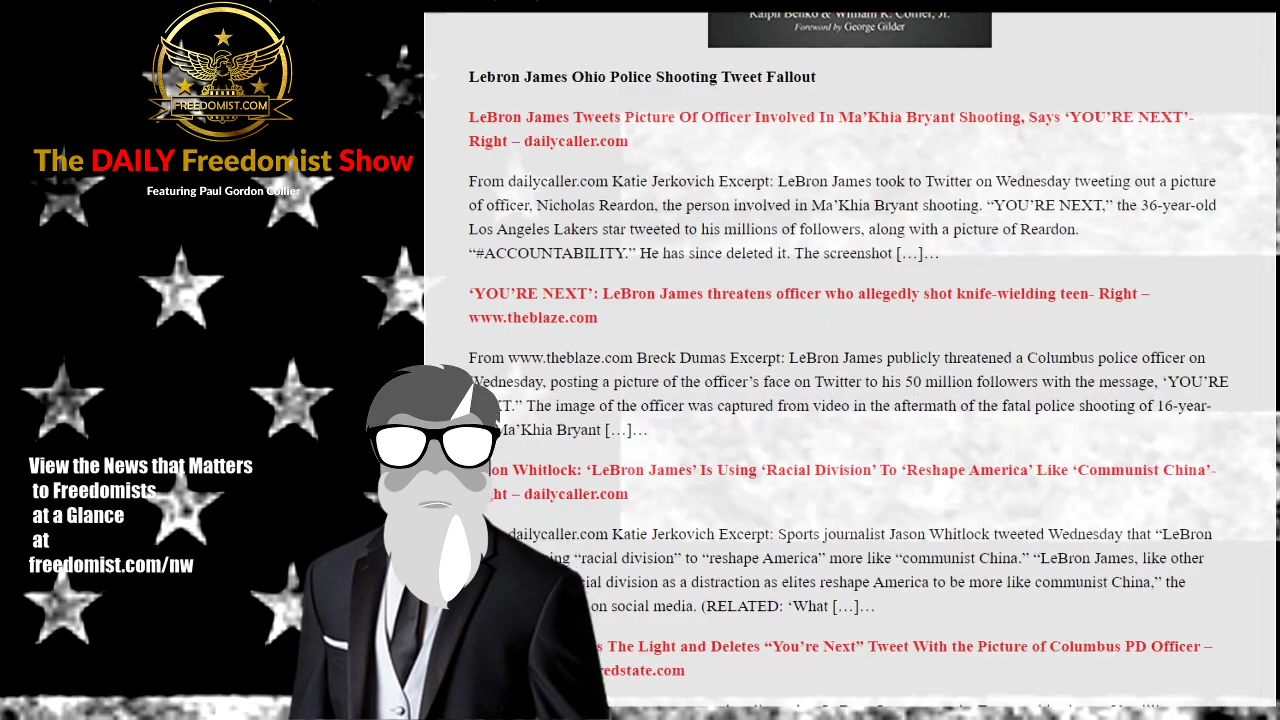 FREEDOMIST.COM
The DAILY Freedomist Show
Featuring Paul Gordon Collier
View the News that Matters
to Freedomists
at a Glance
at
freedomist.com/nw
Ralph Benko & William R. Collier, Jr.
Foreword by George Gilder
Lebron James Ohio Police Shooting Tweet Fallout
LeBron James Tweets Picture Of Officer Involved In Ma’Khia Bryant Shooting, Says ‘YOU’RE NEXT’-
Right – dailycaller.com
From dailycaller.com Katie Jerkovich Excerpt: LeBron James took to Twitter on Wednesday tweeting out a picture
of officer, Nicholas Reardon, the person involved in Ma’Khia Bryant shooting. “YOU’RE NEXT,” the 36-year-old
Los Angeles Lakers star tweeted to his millions of followers, along with a picture of Reardon.
“#ACCOUNTABILITY.” He has since deleted it. The screenshot […]…
‘YOU’RE NEXT’: LeBron James threatens officer who allegedly shot knife-wielding teen- Right –
www.theblaze.com
From www.theblaze.com Breck Dumas Excerpt: LeBron James publicly threatened a Columbus police officer on
Wednesday, posting a picture of the officer’s face on Twitter to his 50 million followers with the message, ‘YOU’RE
XT.” The image of the officer was captured from video in the aftermath of the fatal police shooting of 16-year-
Ma’Khia Bryant […]…
on Whitlock: ‘LeBron James’ Is Using ‘Racial Division’ To ‘Reshape America’ Like ‘Communist China’-
ht – dailycaller.com
dailycaller.com Katie Jerkovich Excerpt: Sports journalist Jason Whitlock tweeted Wednesday that “LeBron
ng “racial division” to “reshape America” more like “communist China.” “LeBron James, like other
cial division as a distraction as elites reshape America to be more like communist China,” the
on social media. (RELATED: ‘What […]…
s The Light and Deletes “You’re Next” Tweet With the Picture of Columbus PD Officer –
redstate.com